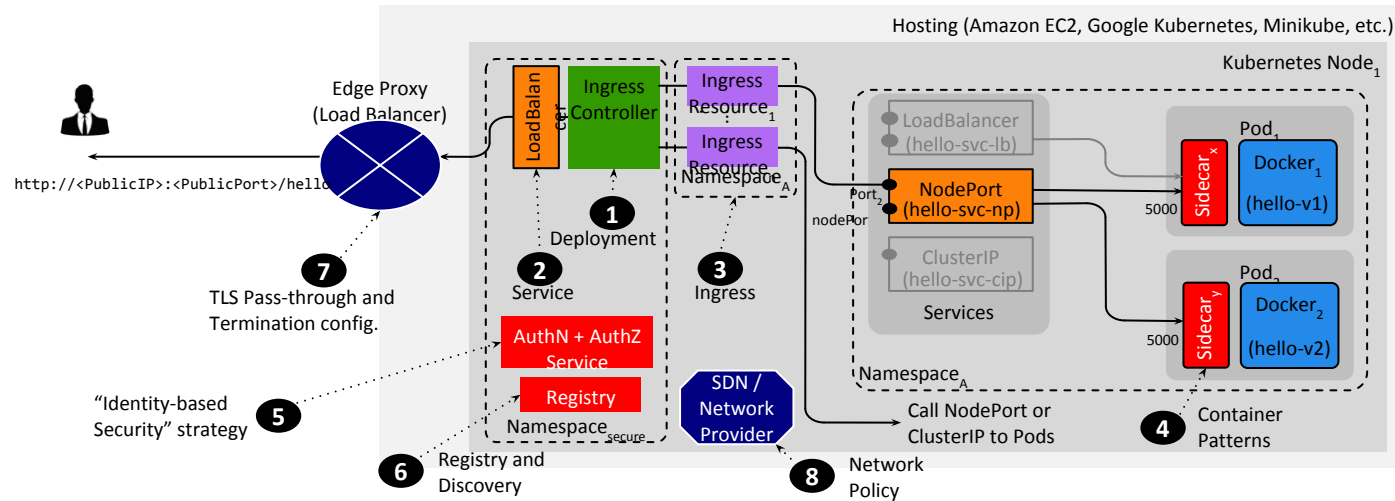 Hosting (Amazon EC2, Google Kubernetes, Minikube, etc.)
Kubernetes Node1
Edge Proxy
(Load Balancer)
http://<PublicIP>:<PublicPort>/hello
7
TLS Pass-through and
Termination config.
LoadBalan
cer
Ingress
Controller
1
Deployment
2
Service
AuthN + AuthZ
Service
Registry
Namespacesecure
"Identity-based
Security" strategy
5
6
Registry and
Discovery
Ingress
Resource1
Ingress
Resource
NamespaceA
3
Ingress
SDN /
Network
Provider
8
Network
Policy
Call NodePort or
ClusterIP to Pods
LoadBalancer
(hello-svc-lb)
Port2
nodePor
NodePort
(hello-svc-np)
ClusterIP
(hello-svc-cip)
Services
NamespaceA
Pod1
5000
Sidecarx
Docker1
(hello-v1)
Pod
5000
Sidecary
Docker2
(hello-v2)
4
Container
Patterns